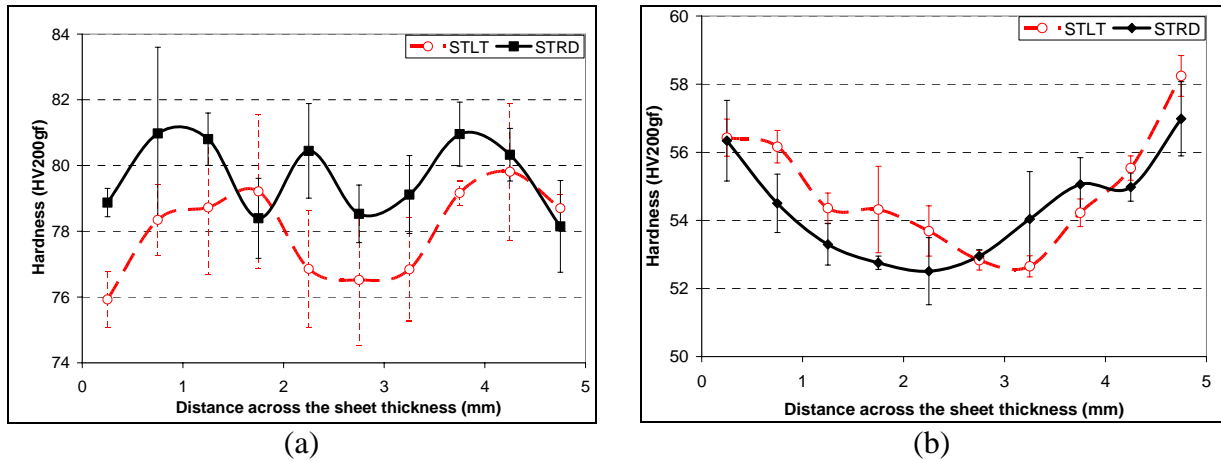 84
82
80
78
76
74
Hardness (HV200gf)
STLT STRD
0 1 2 3 4 5
Distance across the sheet thickness (mm)
(a)
60
58
56
54
52
50
Hardness (HV200gf)
STLT STRD
0 1 2 3 4 5
Distance across the sheet thickness (mm)
(b)